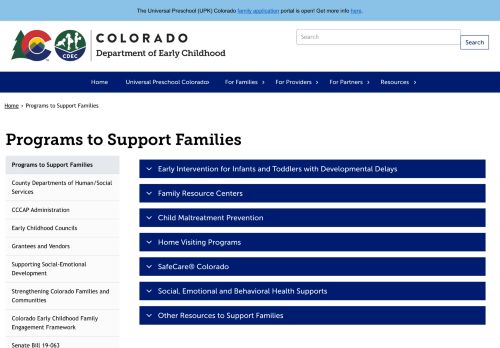 The Universal Preschool (UPK) Colorado family application portal is open! Get more info here.
COLORADO
Department of Early Childhood
CDEC
Search
Search
Home
Universal Preschool Colorado
For Families
For Providers
For Partners
Resources
Home › Programs to Support Families
Programs to Support Families
Programs to Support Families
County Departments of Human/Social
Services
CCCAP Administration
Early Childhood Councils
Grantees and Vendors
Supporting Social-Emotional
Development
Strengthening Colorado Families and
Communities
Colorado Early Childhood Family
Engagement Framework
Senate Bill 19-063
Early Intervention for Infants and Toddlers with Developmental Delays
Family Resource Centers
Child Maltreatment Prevention
Home Visiting Programs
SafeCare® Colorado
Social, Emotional and Behavioral Health Supports
Other Resources to Support Families